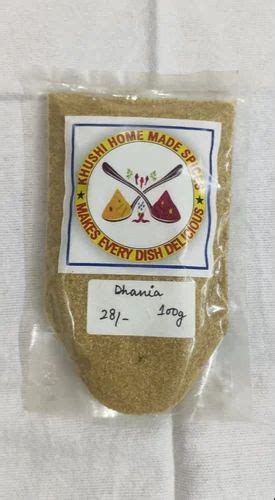 KHUSHI HOME MADE SPICES
MAKES EVERY DISH DELICIOUS
Dhania
28/- 100g